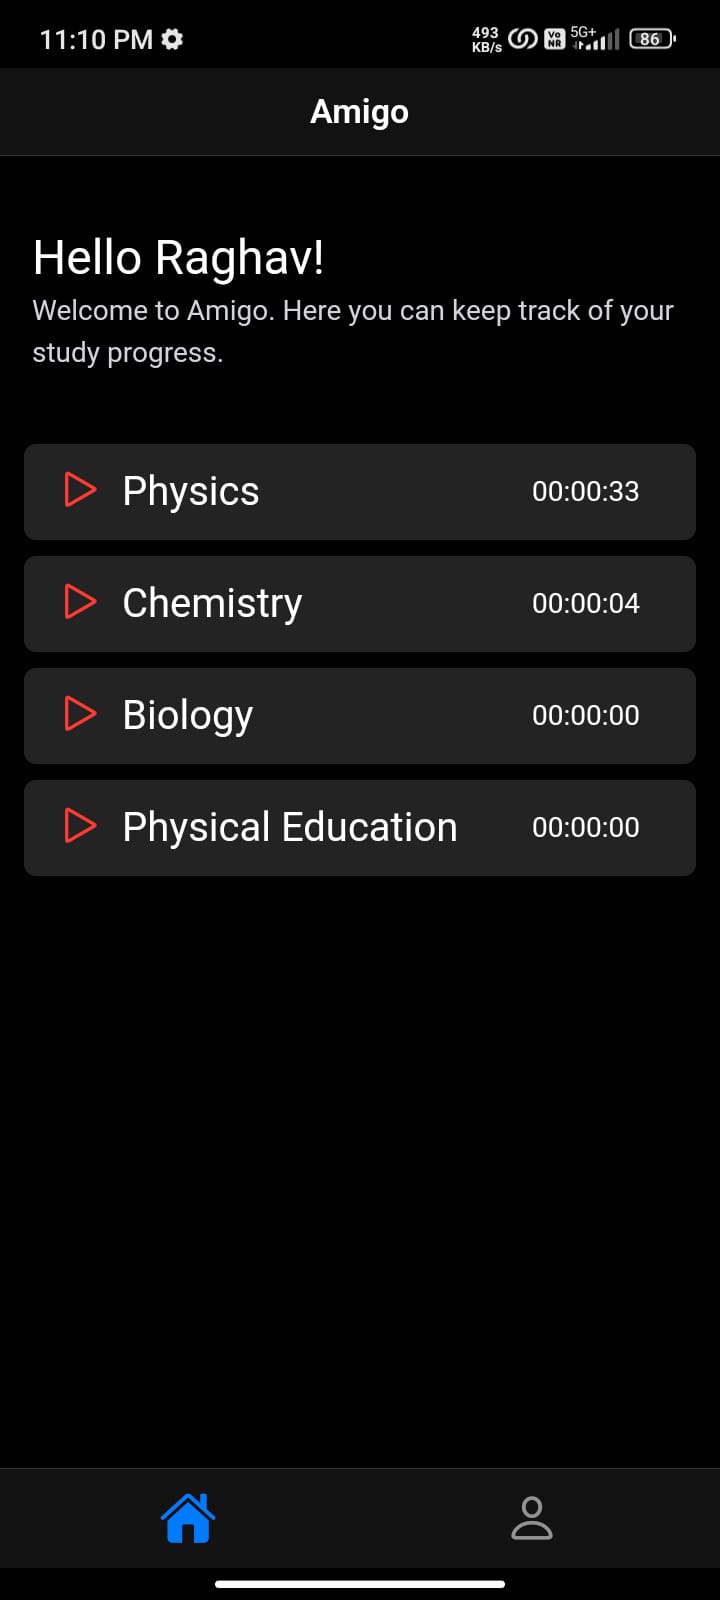 11:10 PM
493
KB/s
Vo
NR
5G+
86
Amigo
Hello Raghav!
Welcome to Amigo. Here you can keep track of your
study progress.
Physics 00:00:33
Chemistry 00:00:04
Biology 00:00:00
Physical Education 00:00:00